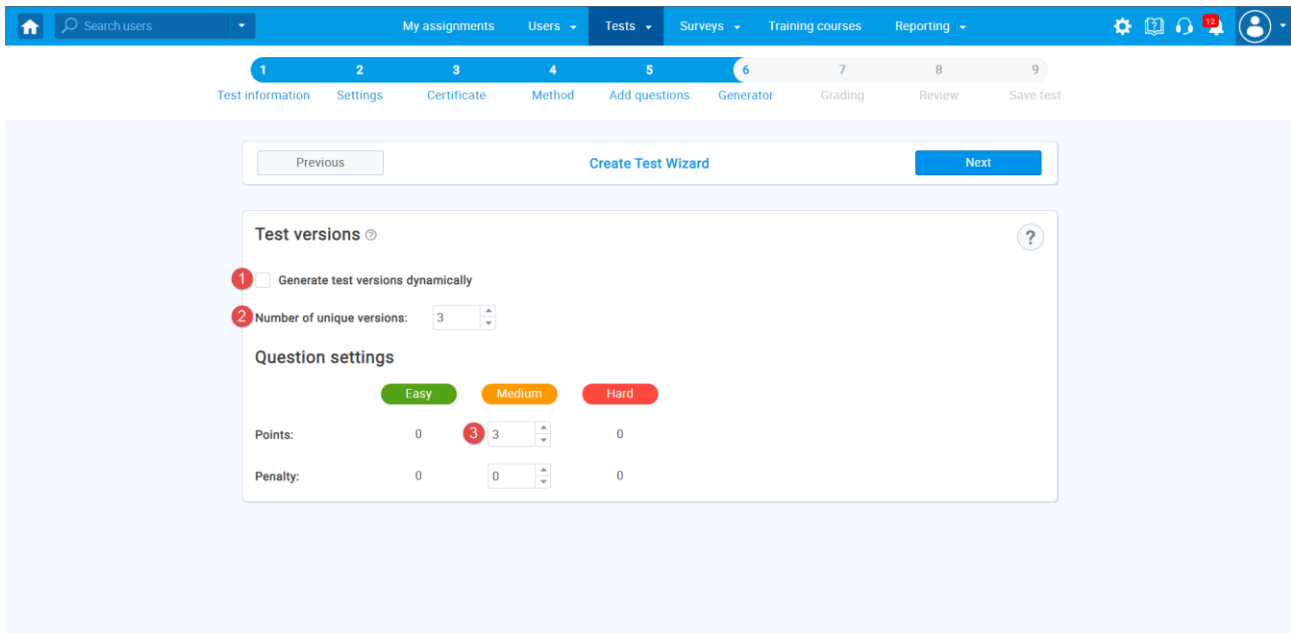 Search users My assignments Users Tests Surveys Training courses Reporting 12
1 2 3 4 5 6 7 8 9
Test information Settings Certificate Method Add questions Generator Grading Review Save test
Previous Create Test Wizard Next
Test versions ? ?
1 Generate test versions dynamically
2 Number of unique versions: 3
Question settings
Easy Medium Hard
Points: 0 3 3 0
Penalty: 0 0 0